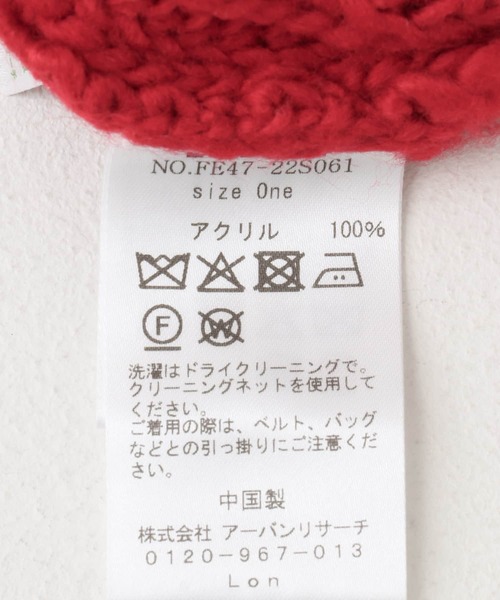 NO.FE47-22S061
size One
アクリル 100%
F W
洗濯はドライクリーニングで。
クリーニングネットを使用して
ください。
ご着用の際は、ベルト、バッグ
などとの引っ掛りにご注意くだ
さい。
中国製
株式会社 アーバンリサーチ
0120-967-013
Lon